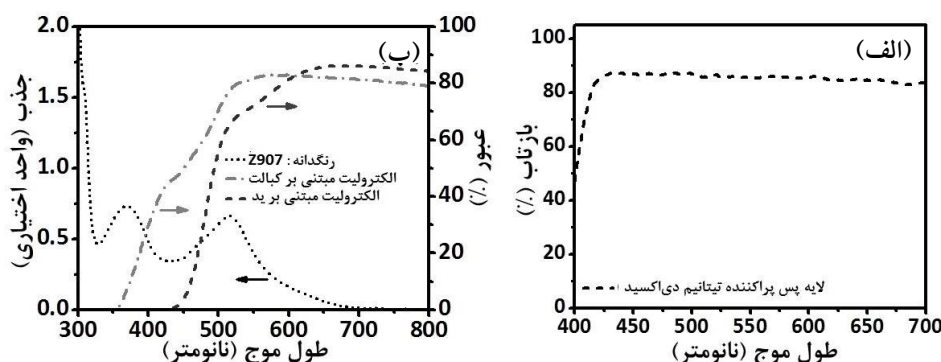 (الف)
بازتاب (٪)
100
80
60
40
20
0
لایه پس پراکننده تیتانیم دی‌اکسید
400 450 500 550 600 650 700
طول موج (نانومتر)
(ب)
جذب (واحد اختیاری)
2.0
1.5
1.0
0.5
0.0
عبور (٪)
100
80
60
40
20
0
رنگدانه: Z907
الکترولیت مبتنی بر کبالت
الکترولیت مبتنی بر ید
300 400 500 600 700 800
طول موج (نانومتر)